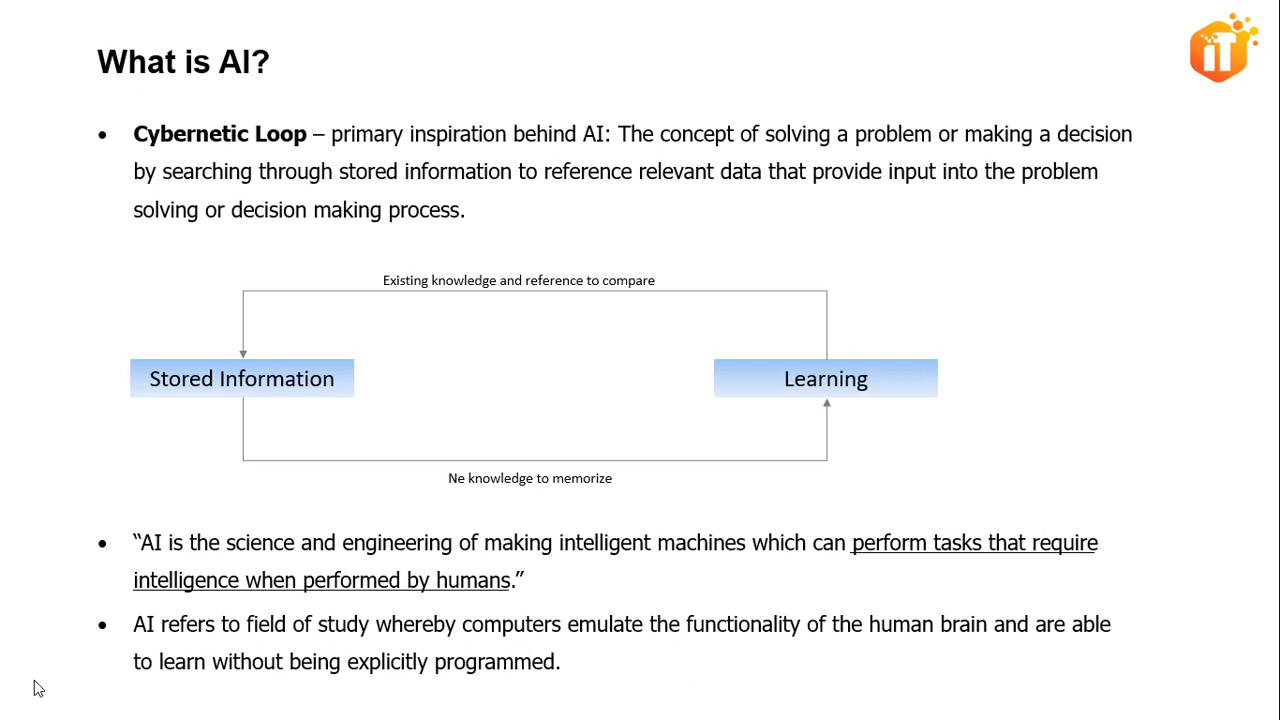 What is AI?
iT
• Cybernetic Loop – primary inspiration behind AI: The concept of solving a problem or making a decision
by searching through stored information to reference relevant data that provide input into the problem
solving or decision making process.
Existing knowledge and reference to compare
Stored Information
Learning
Ne knowledge to memorize
• “AI is the science and engineering of making intelligent machines which can perform tasks that require
intelligence when performed by humans.”
• AI refers to field of study whereby computers emulate the functionality of the human brain and are able
to learn without being explicitly programmed.